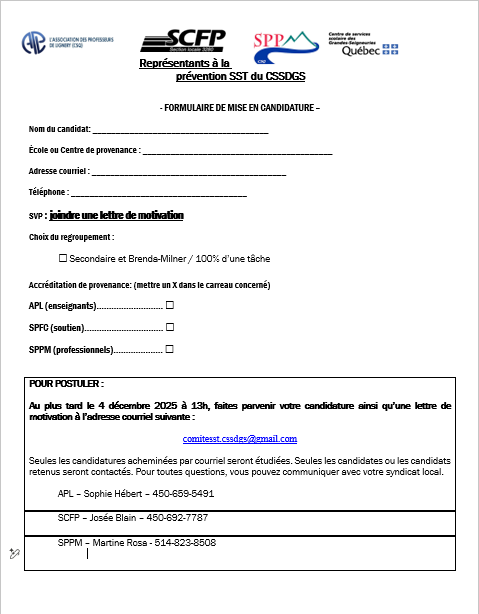 L'ASSOCIATION DES PROFESSEURS
DE LIGNERY (CSQ)
SCFP
Section locale 3280
SPPM
CSQ
Centre de services
scolaire des
Grandes-Seigneuries
Québec
Représentants à la
prévention SST du CSSDGS
- FORMULAIRE DE MISE EN CANDIDATURE –
Nom du candidat: ____________________________________
École ou Centre de provenance : ____________________________________
Adresse courriel : ____________________________________
Téléphone : ____________________________________
SVP : joindre une lettre de motivation
Choix du regroupement :
☐ Secondaire et Brenda-Milner / 100% d'une tâche
Accréditation de provenance: (mettre un X dans le carreau concerné)
APL (enseignants)........................... ☐
SPFC (soutien)................................ ☐
SPPM (professionnels).................... ☐
POUR POSTULER :
Au plus tard le 4 décembre 2025 à 13h, faites parvenir votre candidature ainsi qu'une lettre de
motivation à l'adresse courriel suivante :
comitesst.cssdgs@gmail.com
Seules les candidatures acheminées par courriel seront étudiées. Seules les candidates ou les candidats
retenus seront contactés. Pour toutes questions, vous pouvez communiquer avec votre syndicat local.
APL – Sophie Hébert – 450-659-5491
SCFP – Josée Blain – 450-692-7787
SPPM – Martine Rosa - 514-823-8508